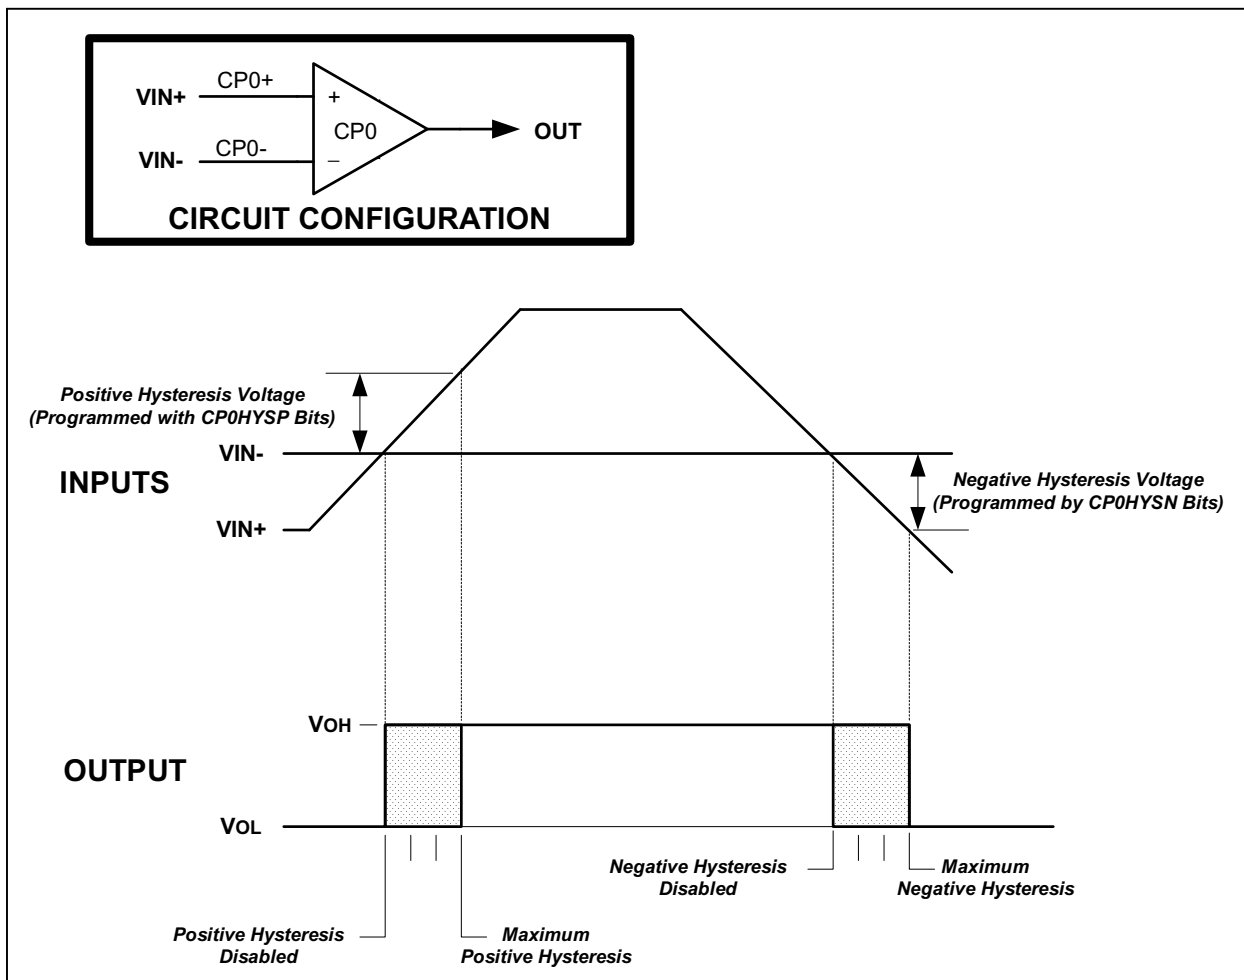 CP0+
VIN+
+
CP0
OUT
CP0-
VIN-
−
CIRCUIT CONFIGURATION
Positive Hysteresis Voltage
(Programmed with CP0HYSP Bits)
VIN-
INPUTS
Negative Hysteresis Voltage
(Programmed by CP0HYSN Bits)
VIN+
VOH
OUTPUT
VOL
Negative Hysteresis
Disabled
Maximum
Negative Hysteresis
Positive Hysteresis
Disabled
Maximum
Positive Hysteresis